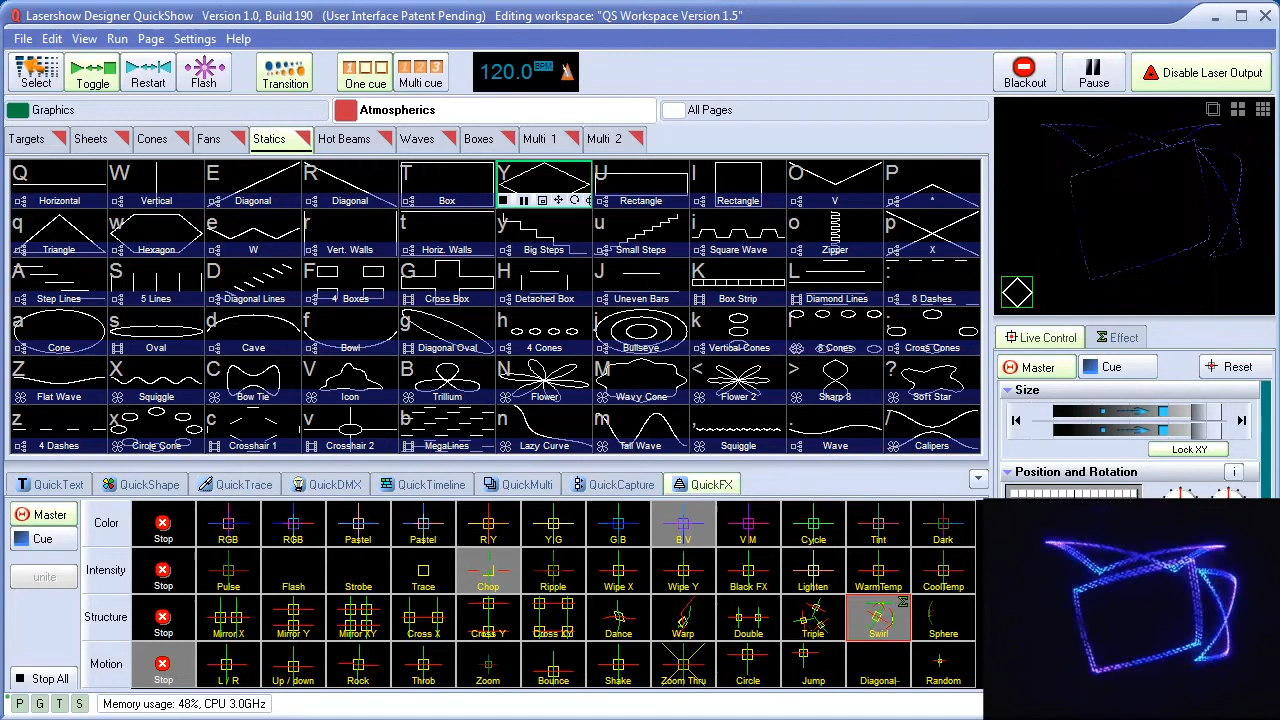 Lasershow Designer QuickShow Version 1.0, Build 190 (User Interface Patent Pending) Editing workspace: "QS Workspace Version 1.5"
File Edit View Run Page Settings Help
Select Toggle Restart Flash Transition One cue Multi cue 120.0 BPM Blackout Pause Disable Laser Output
Graphics Atmospherics All Pages
Targets Sheets Cones Fans Statics Hot Beams Waves Boxes Multi 1 Multi 2
Q W E R T Y U I O P
Horizontal Vertical Diagonal Diagonal Box Rectangle Rectangle V ^
q w e r t y u i o p
Triangle Hexagon W Vert. Walls Horiz. Walls Big Steps Small Steps Square Wave Zipper X
A S D F G H J K L :
Step Lines 5 Lines Diagonal Lines 4 Boxes Cross Box Detached Box Uneven Bars Box Strip Diamond Lines 8 Dashes
a s d f g h j k l ;
Cone Oval Cave Bowl Diagonal Oval 4 Cones Bullseye Vertical Cones 8 Cones Cross Cones
Z X C V B N M < > ?
Flat Wave Squiggle Bow Tie Icon Trillium Flower Wavy Cone Flower 2 Sharp 8 Soft Star
z x c v b n m , . /
4 Dashes Circle Cone Crosshair 1 Crosshair 2 MegaLines Lazy Curve Tall Wave Squiggle Wave Calipers
Live Control Effect
Master Cue Reset
Size
Lock XY
Position and Rotation i
QuickText QuickShape QuickTrace QuickDMX QuickTimeline QuickMulti QuickCapture QuickFX
Master Color Stop RGB RGB Pastel Pastel R Y Y G G B B V V M Cycle Tint Dark
Cue
unite Intensity Stop Pulse Flash Strobe Trace Chop Ripple Wipe X Wipe Y Black FX Lighten WarmTemp CoolTemp
Structure Stop Mirror X Mirror Y Mirror XY Cross X Cross Y Cross XY Dance Warp Double Triple Swirl Sphere
Stop All Motion Stop L / R Up / down Rock Throb Zoom Bounce Shake Zoom Thru Circle Jump Diagonal Random
P G T S Memory usage: 48%, CPU 3.0GHz